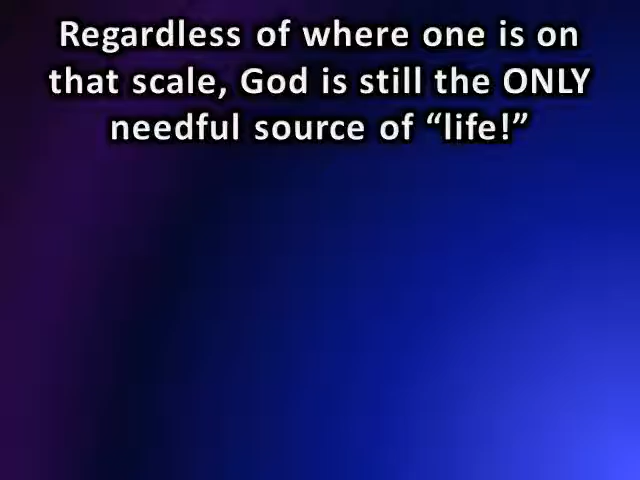 Regardless of where one is on
that scale, God is still the ONLY
needful source of “life!”